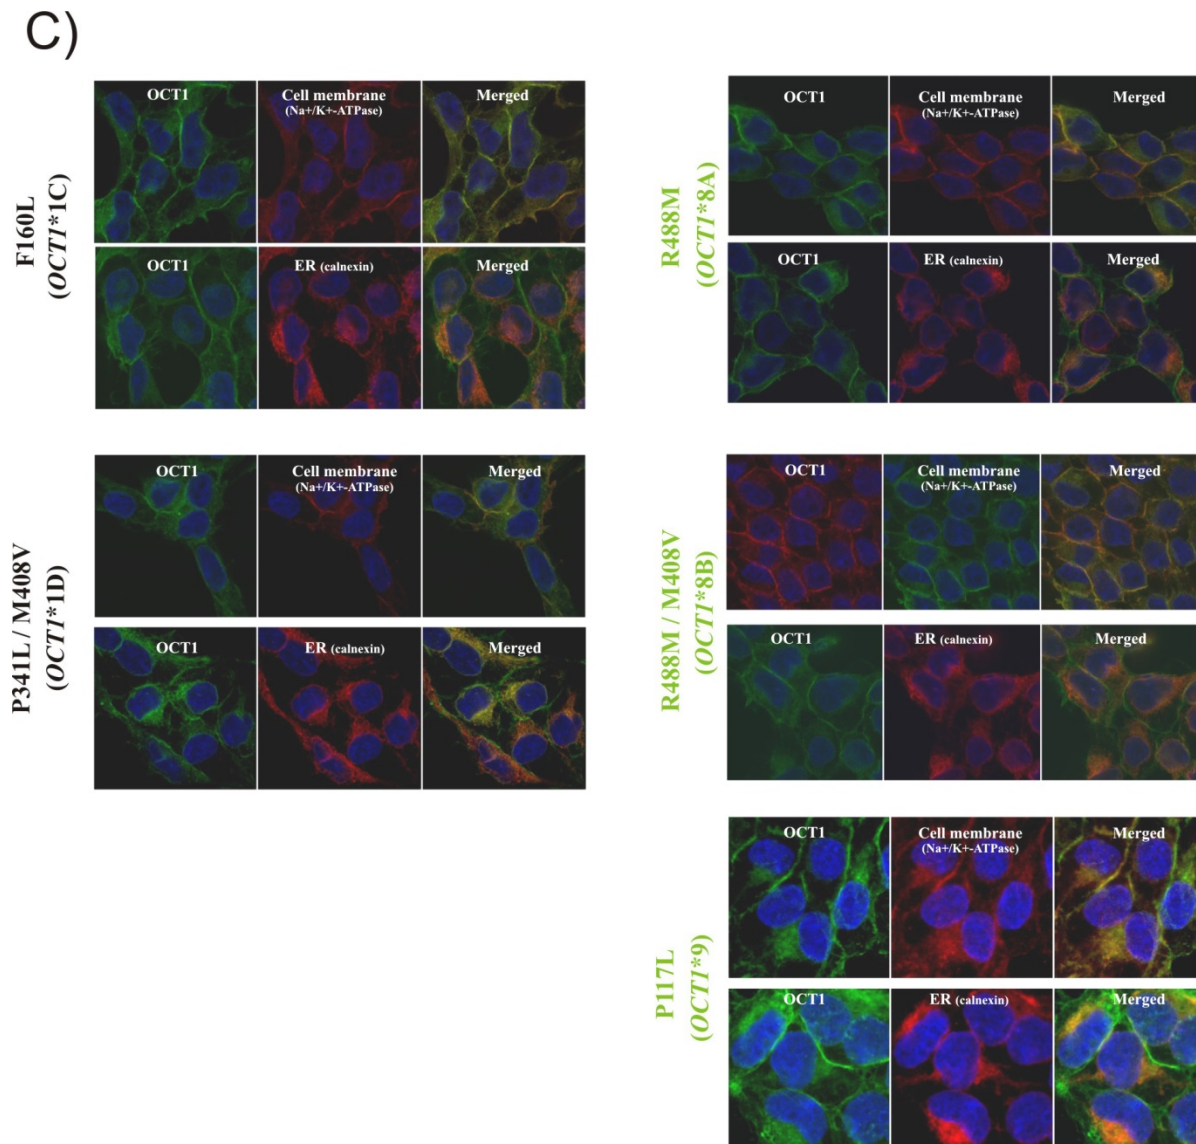 C)
F160L
(OCT1*1C)
OCT1
Cell membrane
(Na+/K+-ATPase)
Merged
OCT1
ER (calnexin)
Merged
P341L / M408V
(OCT1*1D)
OCT1
Cell membrane
(Na+/K+-ATPase)
Merged
OCT1
ER (calnexin)
Merged
R488M
(OCT1*8A)
OCT1
Cell membrane
(Na+/K+-ATPase)
Merged
OCT1
ER (calnexin)
Merged
R488M / M408V
(OCT1*8B)
OCT1
Cell membrane
(Na+/K+-ATPase)
Merged
OCT1
ER (calnexin)
Merged
P117L
(OCT1*9)
OCT1
Cell membrane
(Na+/K+-ATPase)
Merged
OCT1
ER (calnexin)
Merged